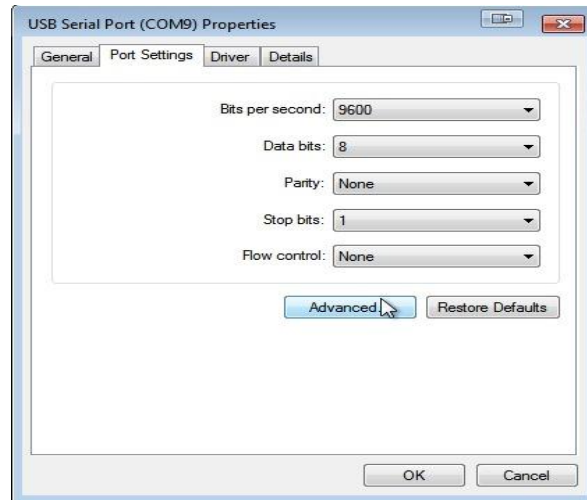 USB Serial Port (COM9) Properties
General Port Settings Driver Details
Bits per second: 9600
Data bits: 8
Parity: None
Stop bits: 1
Flow control: None
Advanced... Restore Defaults
OK Cancel